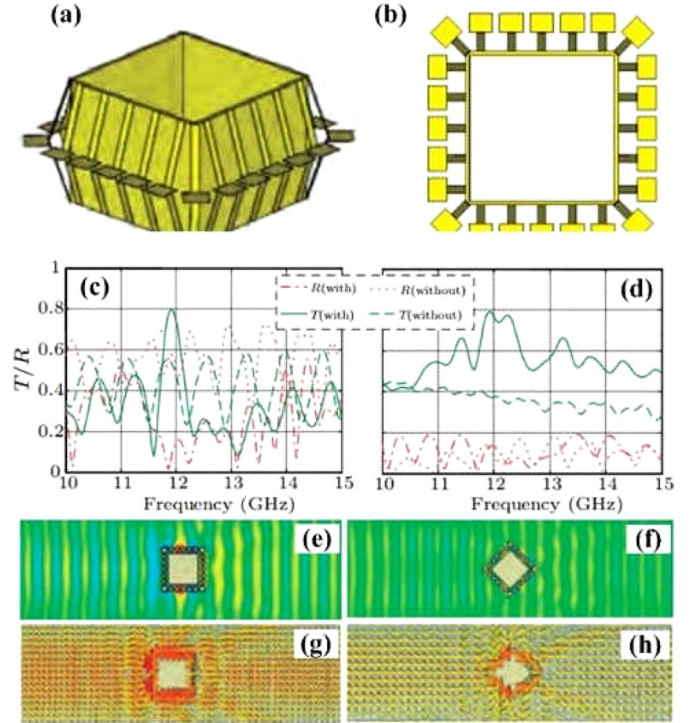 (a)
(b)
(c)
(d)
1
0.8
0.6
0.4
0.2
0
T/R
R(with)
R(without)
T(with)
T(without)
10 11 12 13 14 15
10 11 12 13 14 15
Frequency (GHz)
Frequency (GHz)
(e)
(f)
(g)
(h)